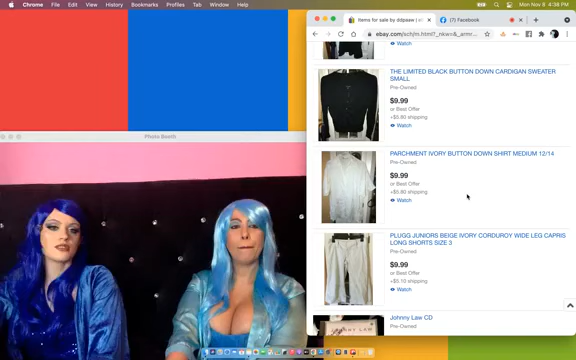 Chrome File Edit View History Bookmarks Profiles Tab Window Help
Mon Nov 8 4:38 PM
Items for sale by ddpaaw
(7) Facebook
ebay.com/sch/m.html?_nkw=&_armr
Watch
THE LIMITED BLACK BUTTON DOWN CARDIGAN SWEATER
SMALL
Pre-Owned
$9.99
or Best Offer
+$5.80 shipping
Watch
Photo Booth
PARCHMENT IVORY BUTTON DOWN SHIRT MEDIUM 12/14
Pre-Owned
$9.99
or Best Offer
+$5.80 shipping
Watch
PLUGG JUNIORS BEIGE IVORY CORDUROY WIDE LEG CAPRIS
LONG SHORTS SIZE 3
Pre-Owned
$9.99
or Best Offer
+$5.10 shipping
Watch
Johnny Law CD
Pre-Owned
JOHNNY LAW